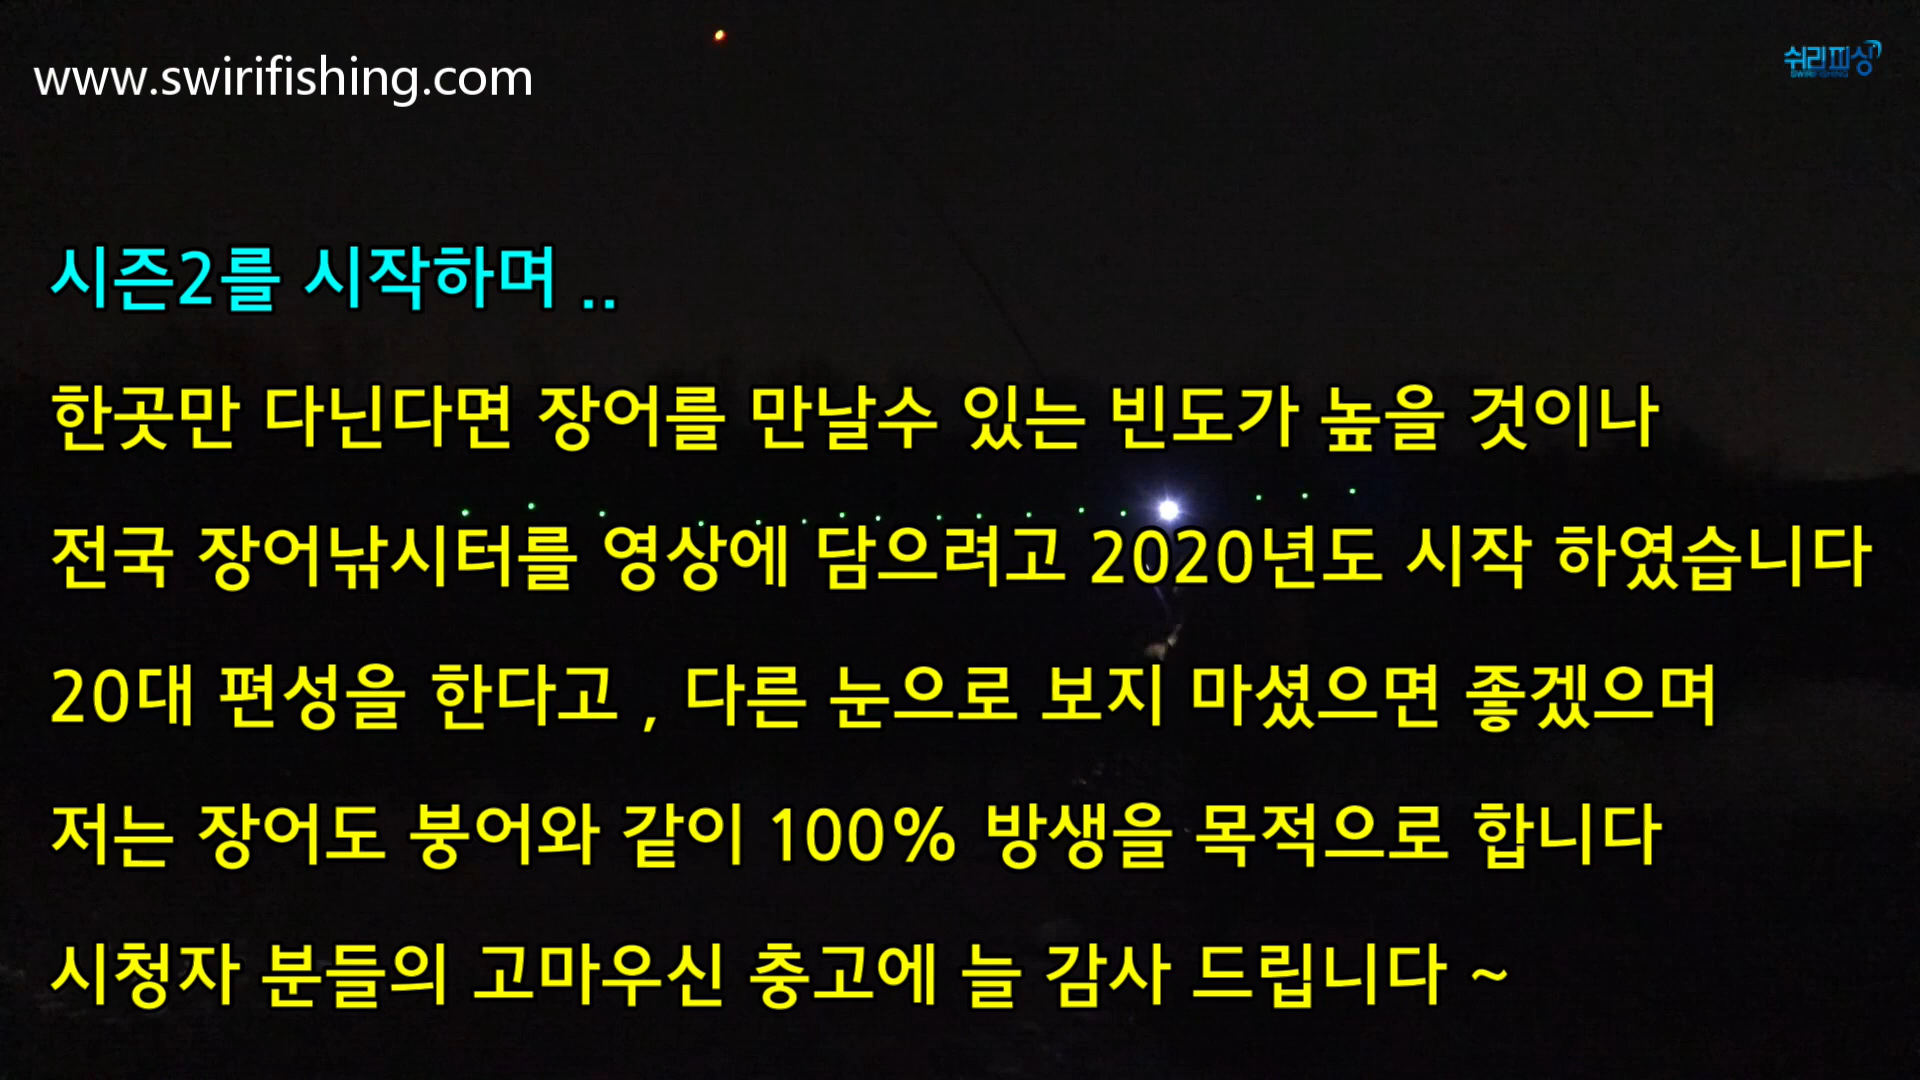 www.swirifishing.com
쉬리피싱
SWIRI FISHING
시즌2를 시작하며 ..
한곳만 다닌다면 장어를 만날수 있는 빈도가 높을 것이나
전국 장어낚시터를 영상에 담으려고 2020년도 시작 하였습니다
20대 편성을 한다고 , 다른 눈으로 보지 마셨으면 좋겠으며
저는 장어도 붕어와 같이 100% 방생을 목적으로 합니다
시청자 분들의 고마우신 충고에 늘 감사 드립니다 ~